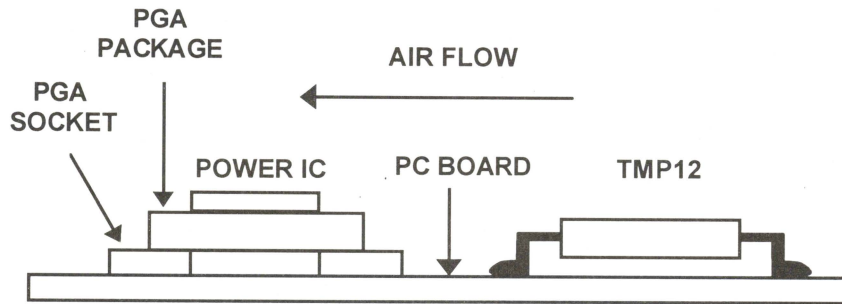 PGA
PACKAGE
AIR FLOW
PGA
SOCKET
POWER IC
PC BOARD
TMP12